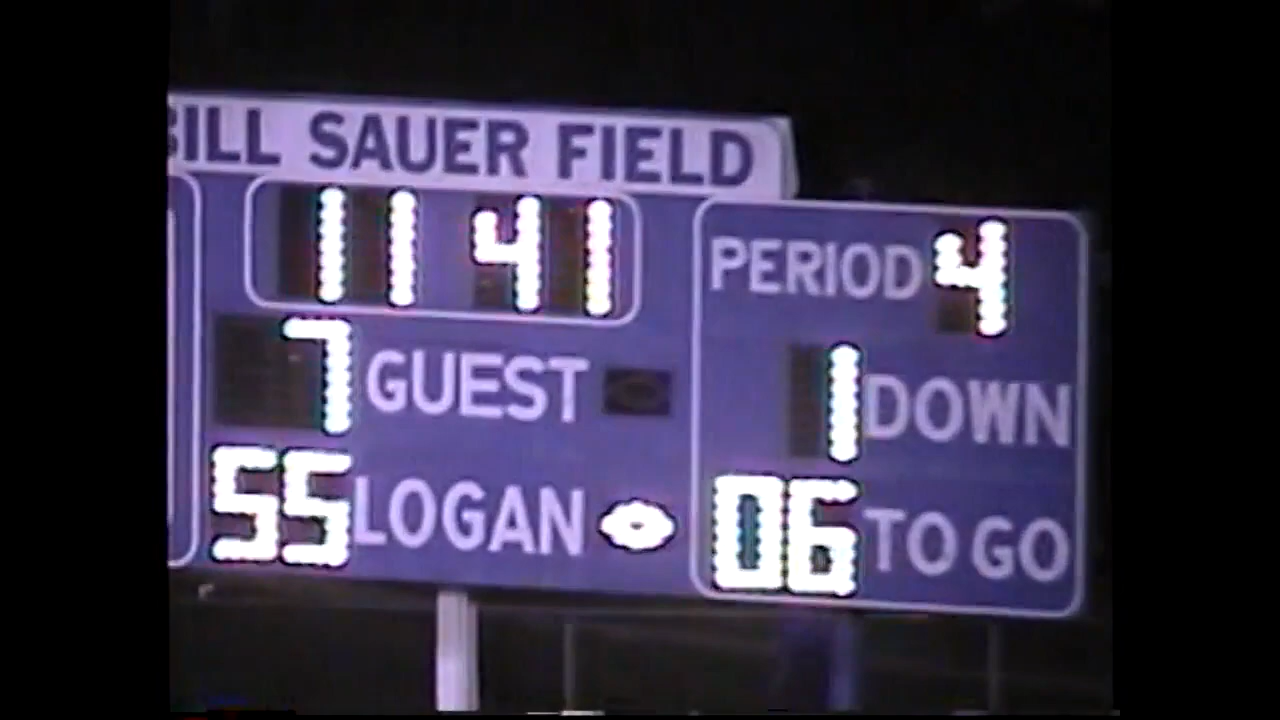 BILL SAUER FIELD
11 41
PERIOD 4
7 GUEST
1 DOWN
55 LOGAN
06 TO GO